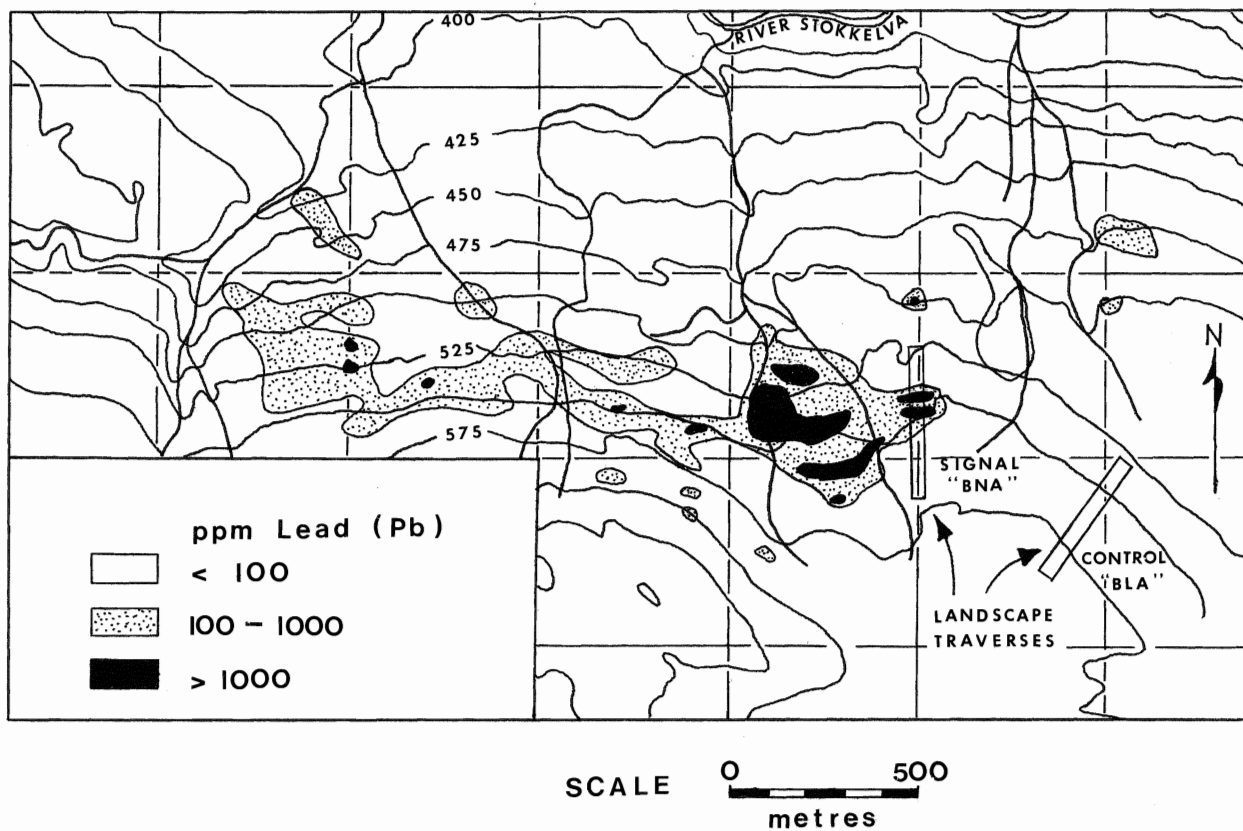 400
RIVER STOKKELVA
425
450
475
525
575
N
SIGNAL
"BNA"
CONTROL
"BLA"
LANDSCAPE
TRAVERSES
ppm Lead (Pb)
< 100
100 – 1000
> 1000
SCALE 0 500
metres